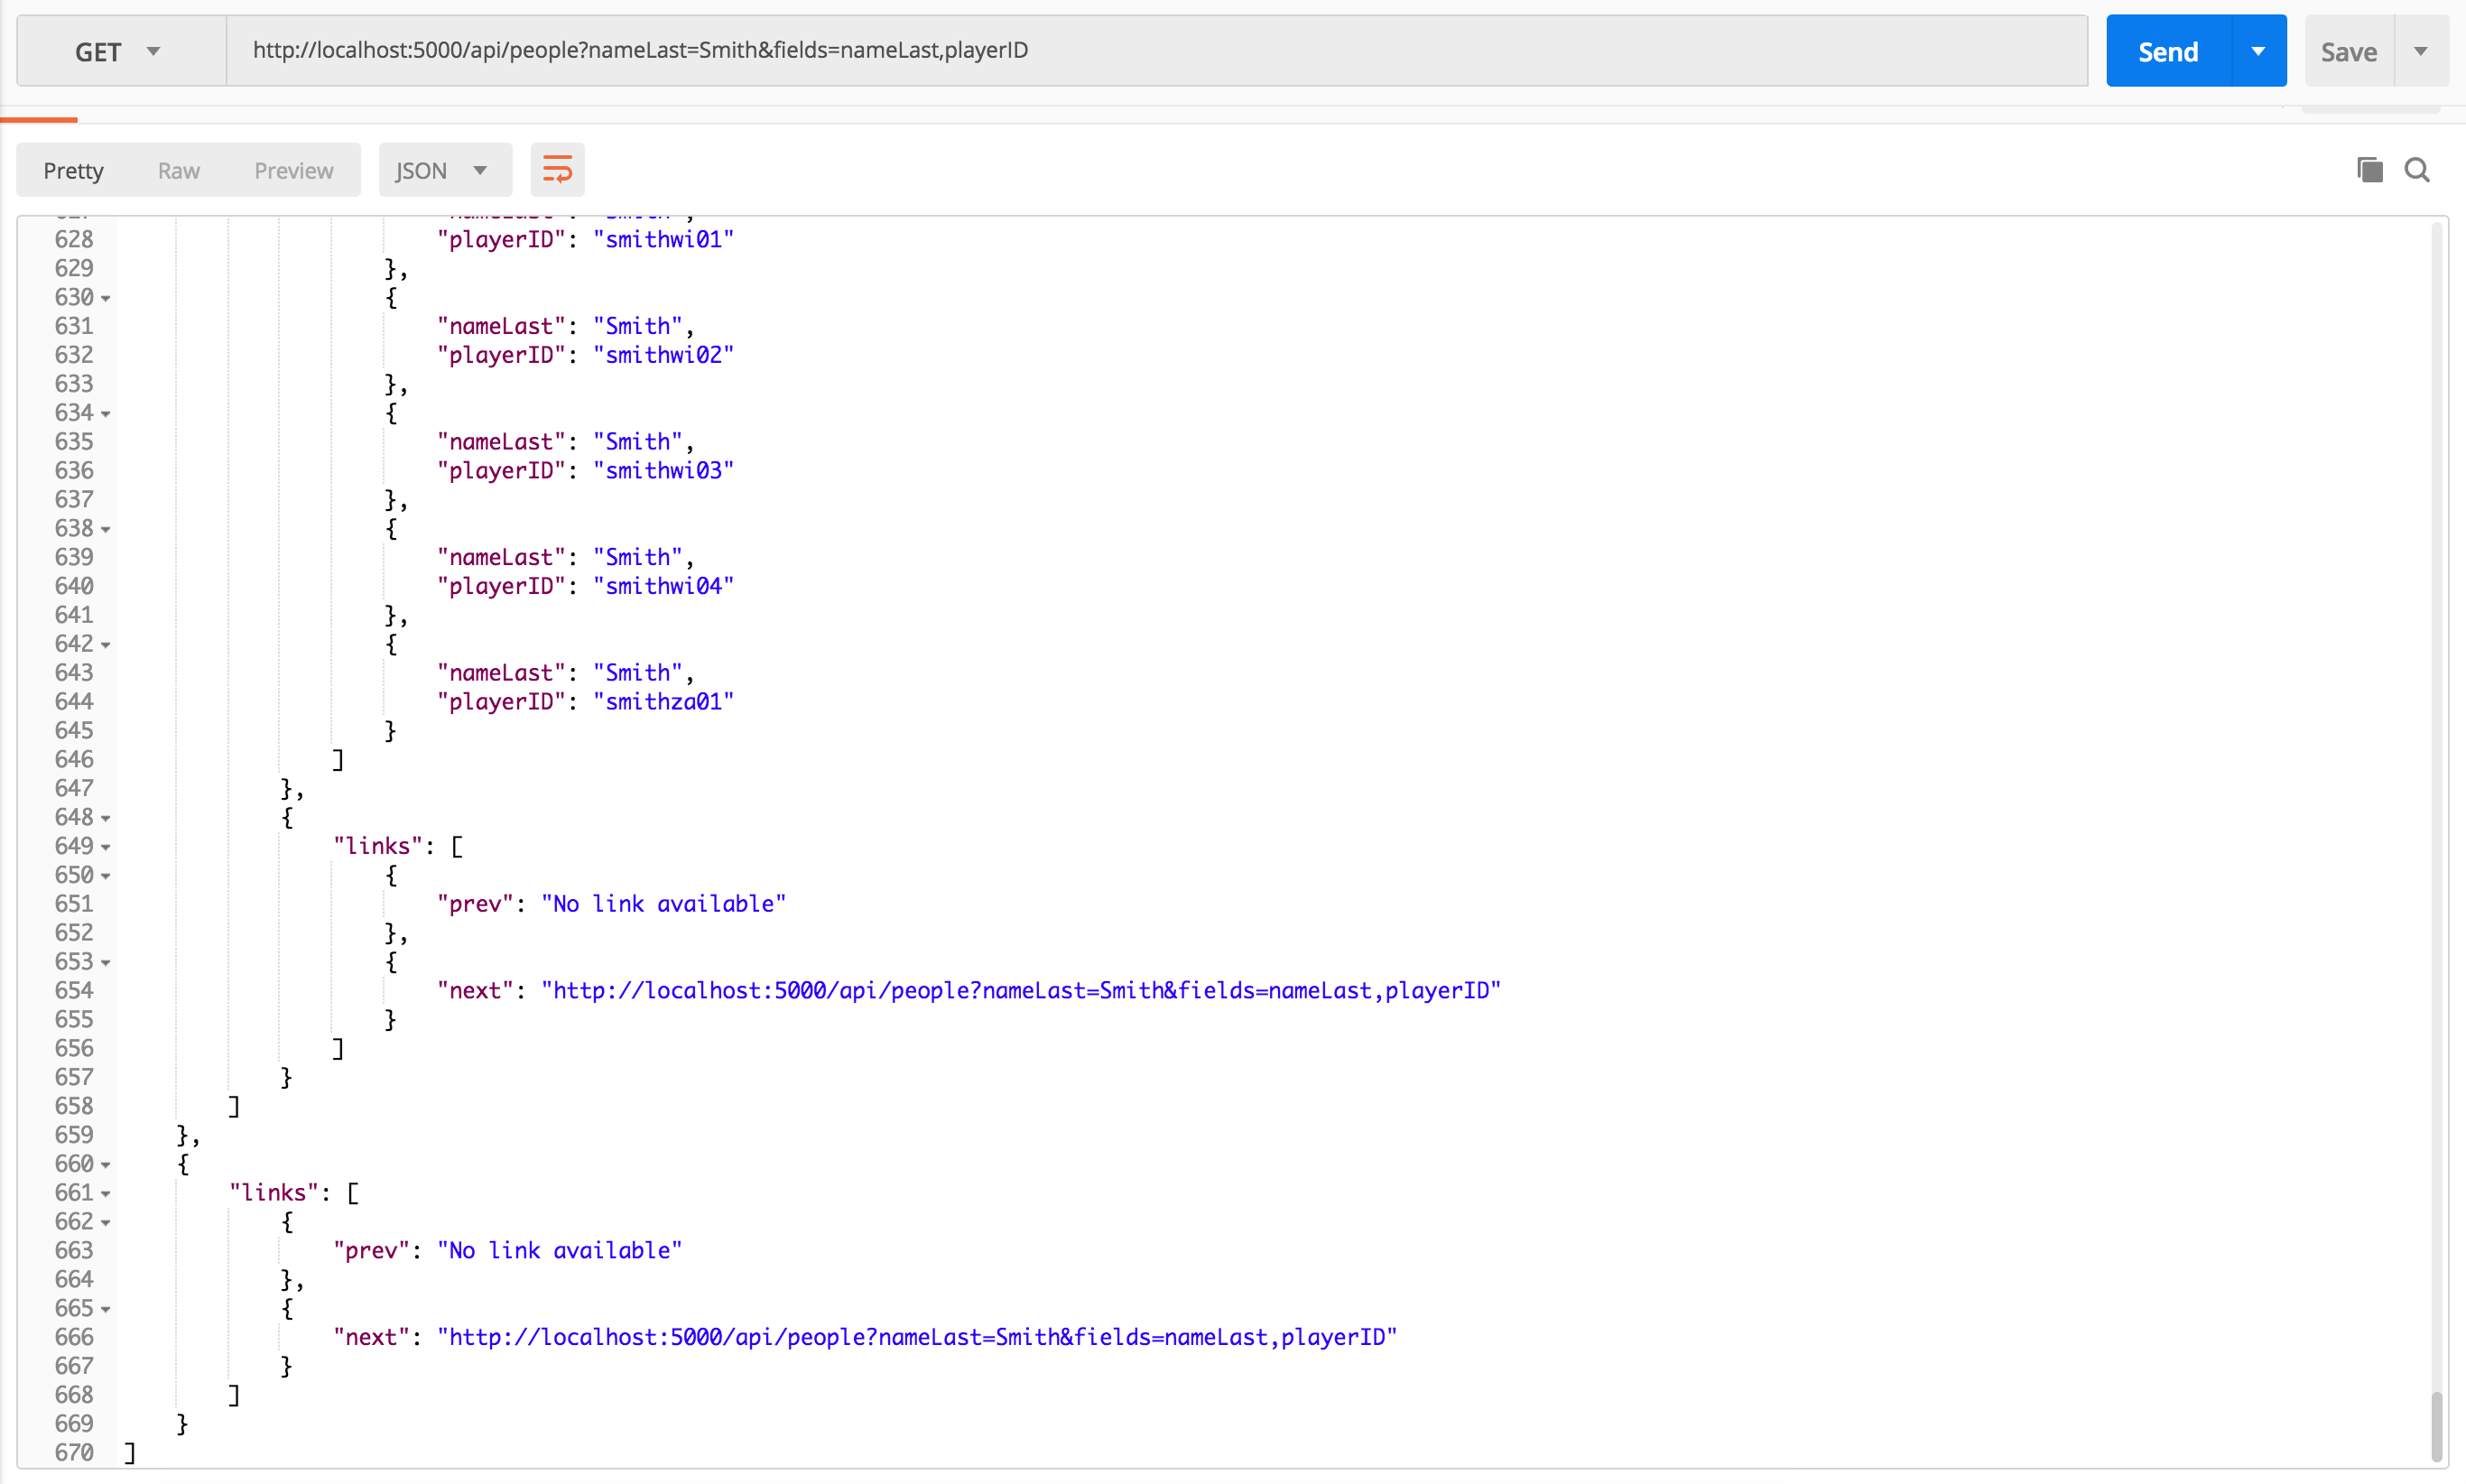 GET http://localhost:5000/api/people?nameLast=Smith&fields=nameLast,playerID Send Save
Pretty Raw Preview JSON
628 "playerID": "smithwi01"
629 },
630 {
631 "nameLast": "Smith",
632 "playerID": "smithwi02"
633 },
634 {
635 "nameLast": "Smith",
636 "playerID": "smithwi03"
637 },
638 {
639 "nameLast": "Smith",
640 "playerID": "smithwi04"
641 },
642 {
643 "nameLast": "Smith",
644 "playerID": "smithza01"
645 }
646 ]
647 },
648 {
649 "links": [
650 {
651 "prev": "No link available"
652 },
653 {
654 "next": "http://localhost:5000/api/people?nameLast=Smith&fields=nameLast,playerID"
655 }
656 ]
657 }
658 ]
659 },
660 {
661 "links": [
662 {
663 "prev": "No link available"
664 },
665 {
666 "next": "http://localhost:5000/api/people?nameLast=Smith&fields=nameLast,playerID"
667 }
668 ]
669 }
670 ]